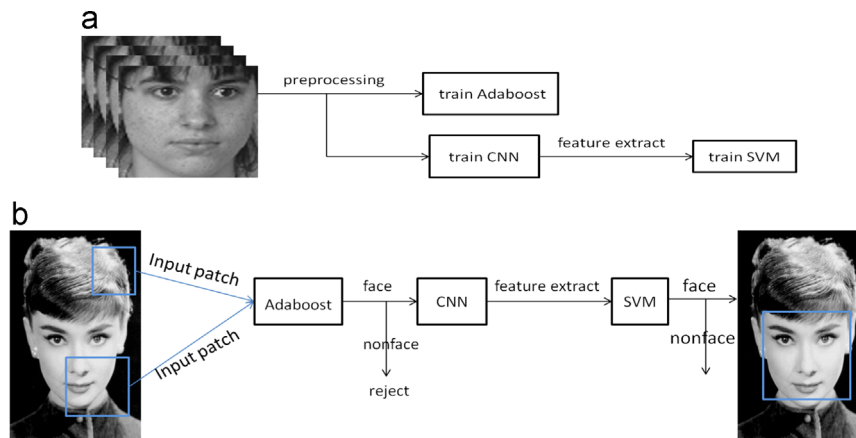 a
preprocessing
train Adaboost
train CNN
feature extract
train SVM
b
Input patch
Input patch
Adaboost
face
nonface
reject
CNN
feature extract
SVM
face
nonface